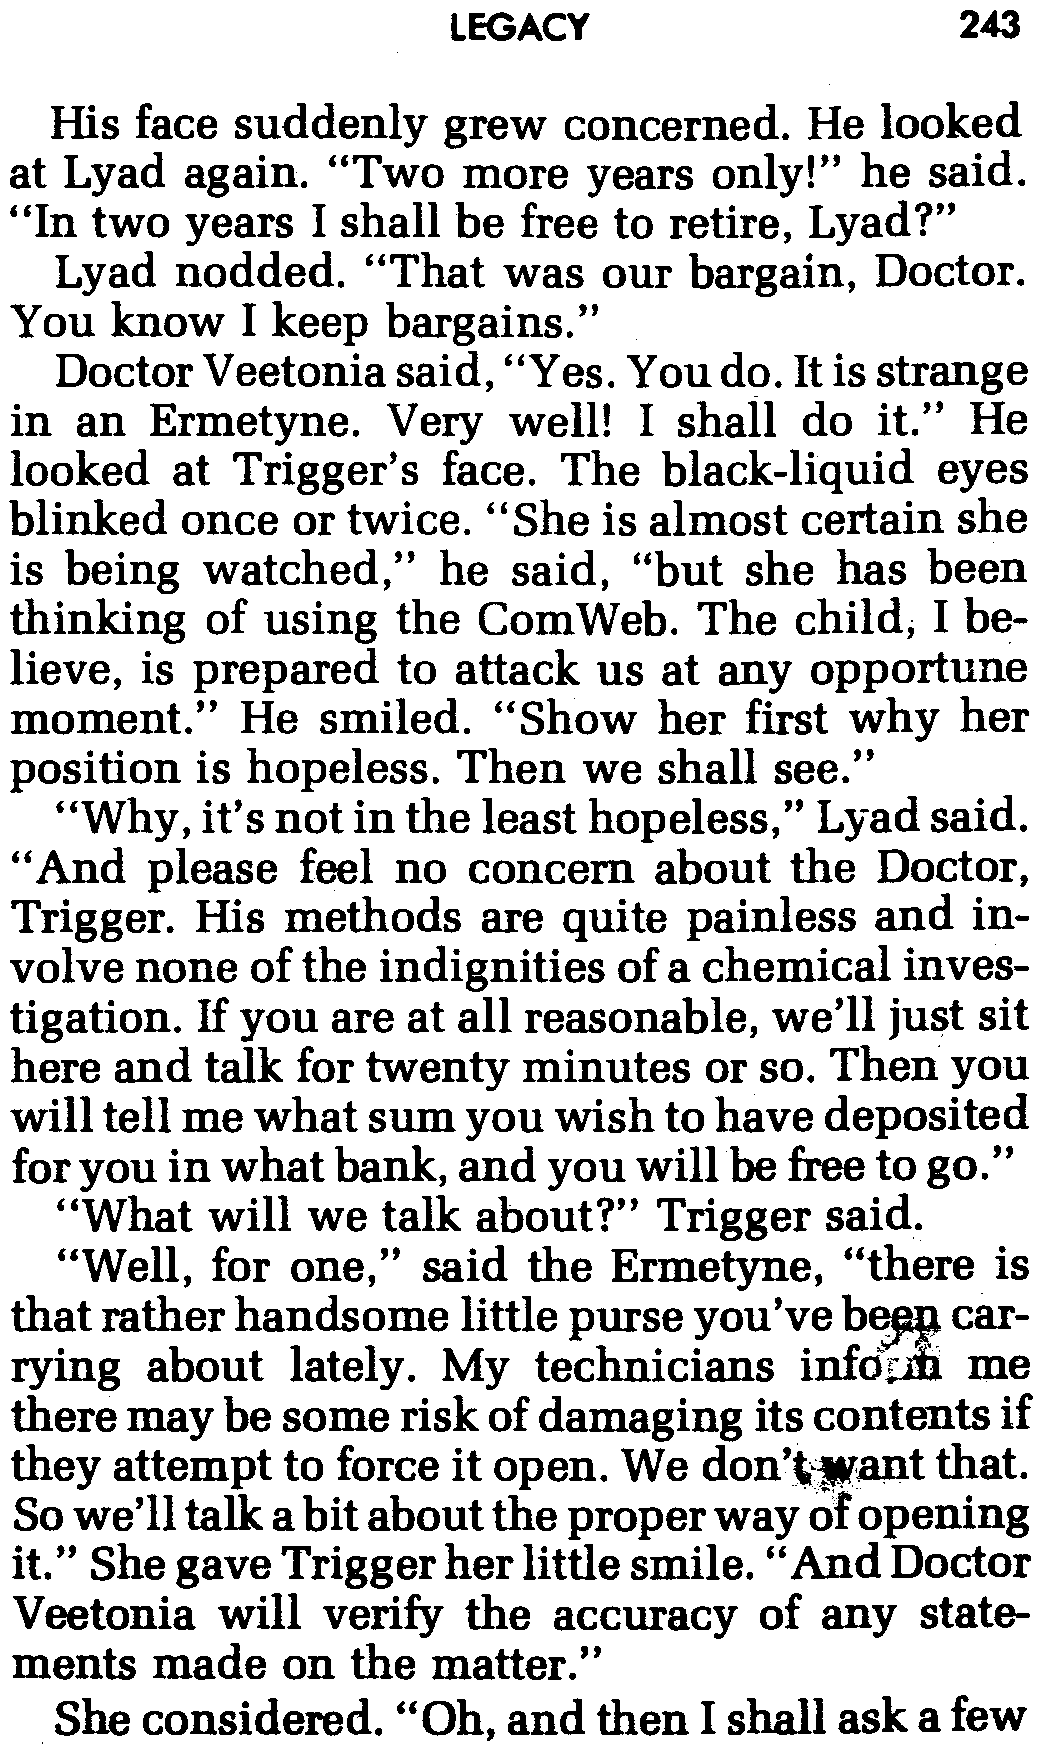 LEGACY 243
His face suddenly grew concerned. He looked
at Lyad again. “Two more years only!” he said.
“In two years I shall be free to retire, Lyad?”
Lyad nodded. “That was our bargain, Doctor.
You know I keep bargains.”
Doctor Veetonia said, “Yes. You do. It is strange
in an Ermetyne. Very well! I shall do it.” He
looked at Trigger’s face. The black-liquid eyes
blinked once or twice. “She is almost certain she
is being watched,” he said, “but she has been
thinking of using the ComWeb. The child, I be-
lieve, is prepared to attack us at any opportune
moment.” He smiled. “Show her first why her
position is hopeless. Then we shall see.”
“Why, it’s not in the least hopeless,” Lyad said.
“And please feel no concern about the Doctor,
Trigger. His methods are quite painless and in-
volve none of the indignities of a chemical inves-
tigation. If you are at all reasonable, we’ll just sit
here and talk for twenty minutes or so. Then you
will tell me what sum you wish to have deposited
for you in what bank, and you will be free to go.”
“What will we talk about?” Trigger said.
“Well, for one,” said the Ermetyne, “there is
that rather handsome little purse you’ve been car-
rying about lately. My technicians inform me
there may be some risk of damaging its contents if
they attempt to force it open. We don’t want that.
So we’ll talk a bit about the proper way of opening
it.” She gave Trigger her little smile. “And Doctor
Veetonia will verify the accuracy of any state-
ments made on the matter.”
She considered. “Oh, and then I shall ask a few